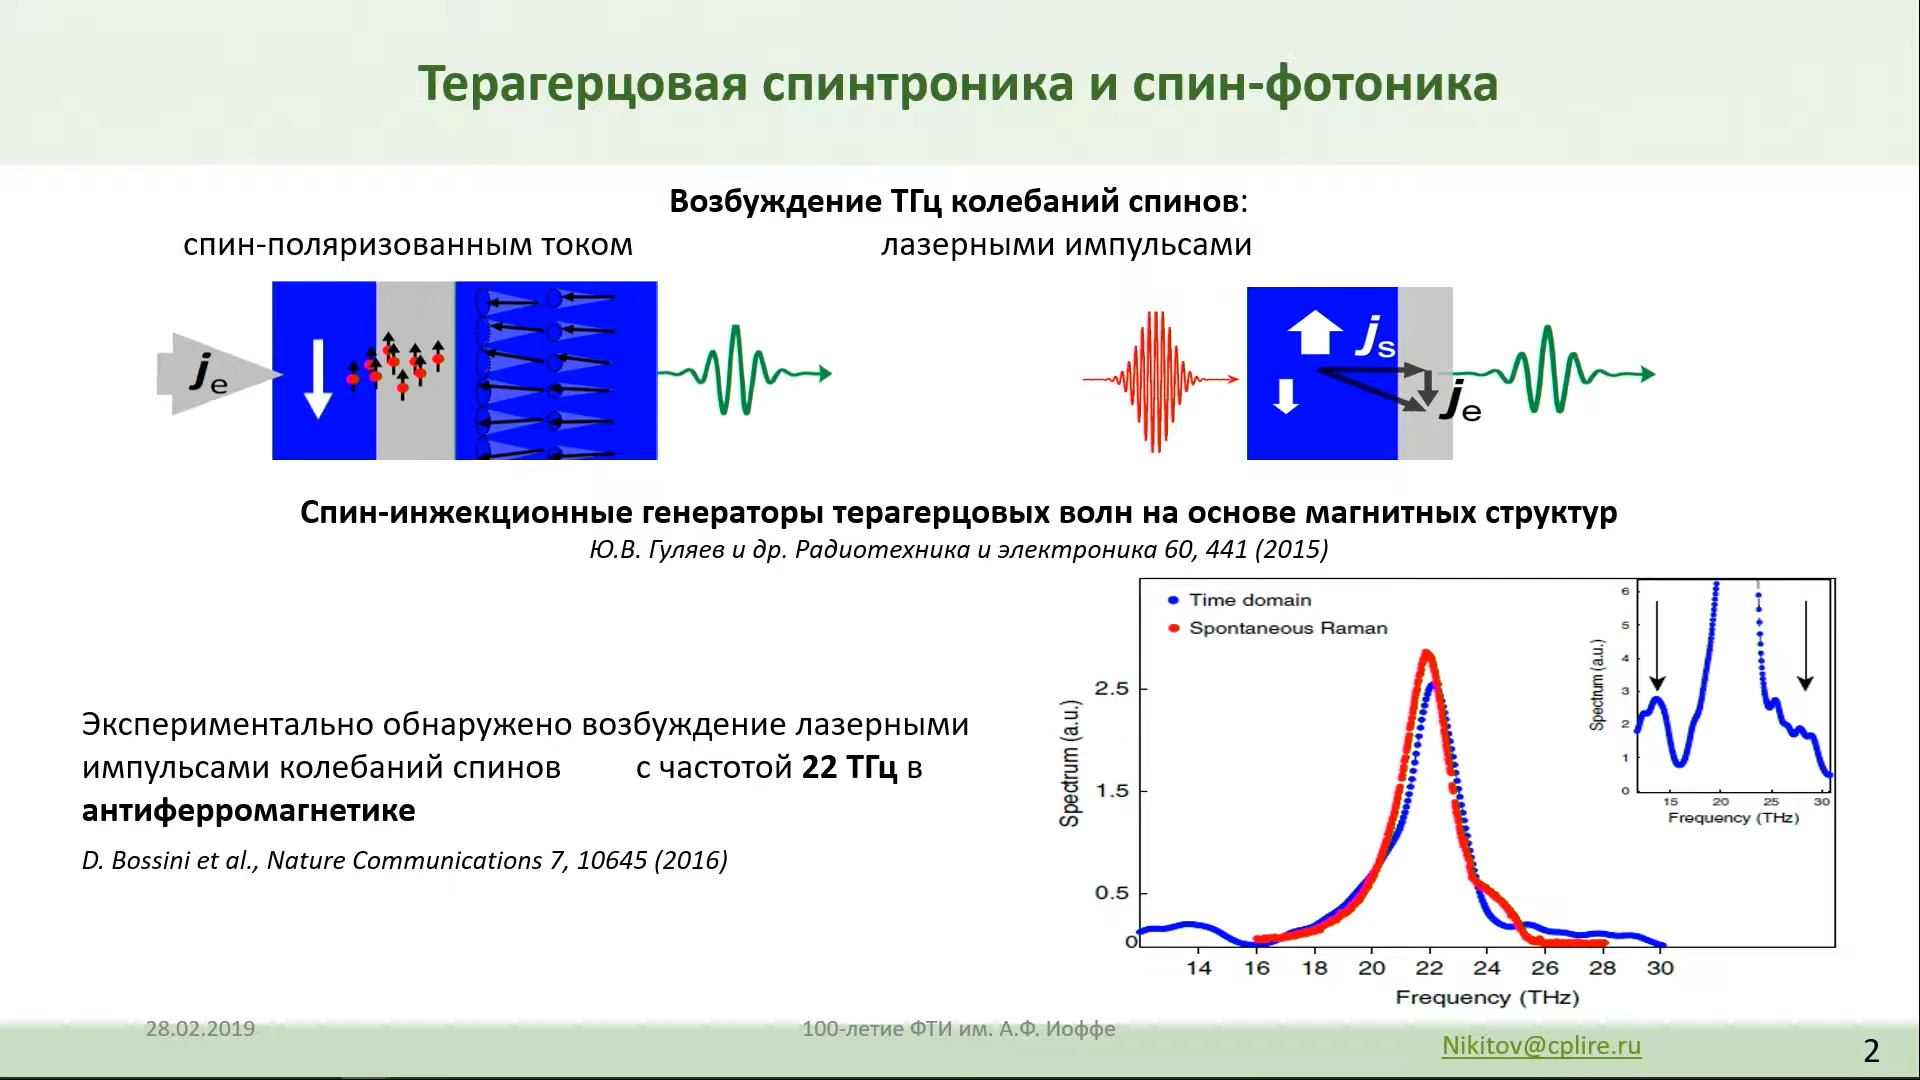 Терагерцовая спинтроника и спин-фотоника
Возбуждение ТГц колебаний спинов:
спин-поляризованным током
лазерными импульсами
je
js
je
Спин-инжекционные генераторы терагерцовых волн на основе магнитных структур
Ю.В. Гуляев и др. Радиотехника и электроника 60, 441 (2015)
Экспериментально обнаружено возбуждение лазерными
импульсами колебаний спинов с частотой 22 ТГц в
антиферромагнетике
D. Bossini et al., Nature Communications 7, 10645 (2016)
Time domain
Spontaneous Raman
Spectrum (a.u.)
2.5
1.5
0.5
0
14 16 18 20 22 24 26 28 30
Frequency (THz)
Spectrum (a.u.)
6
5
4
3
2
1
0
15 20 25 30
Frequency (THz)
28.02.2019
100-летие ФТИ им. А.Ф. Иоффе
Nikitov@cplire.ru
2